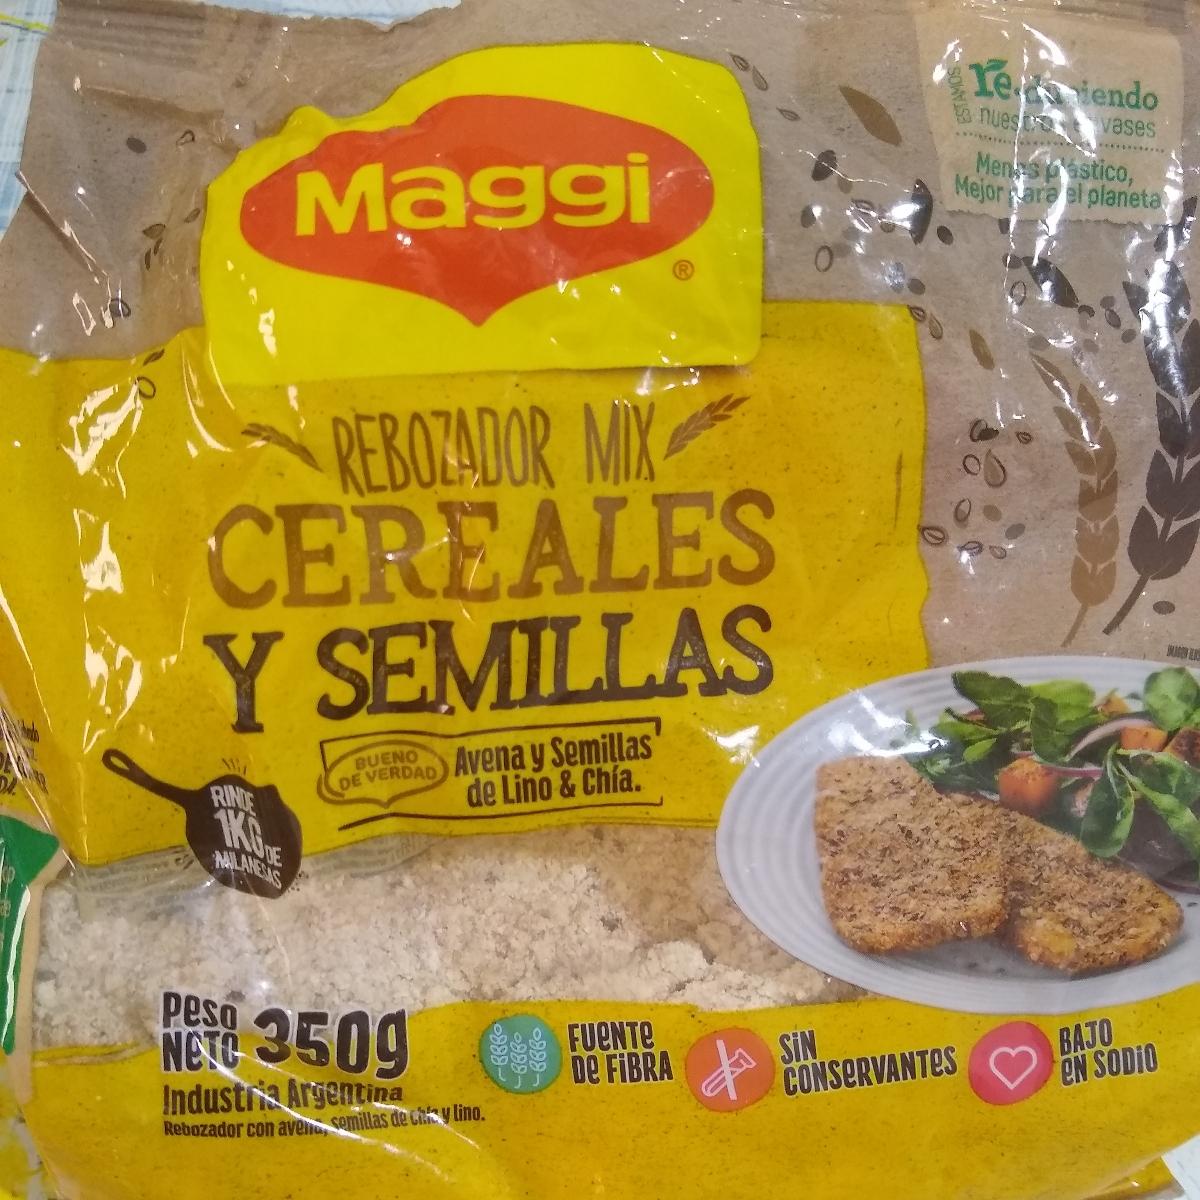 Maggi
®
ESTAMOS
re.duciendo
nuestros envases
Menos plástico,
Mejor para el planeta
REBOZADOR MIX
CEREALES
Y SEMILLAS
BUENO
DE VERDAD
Avena y Semillas
de Lino & Chía.
RINDE
1KG DE
MILANESAS
Peso
Neto 350g
Industria Argentina
Rebozador con avena, semillas de chía y lino.
FUENTE
DE FIBRA
SIN
CONSERVANTES
BAJO
EN SODIO